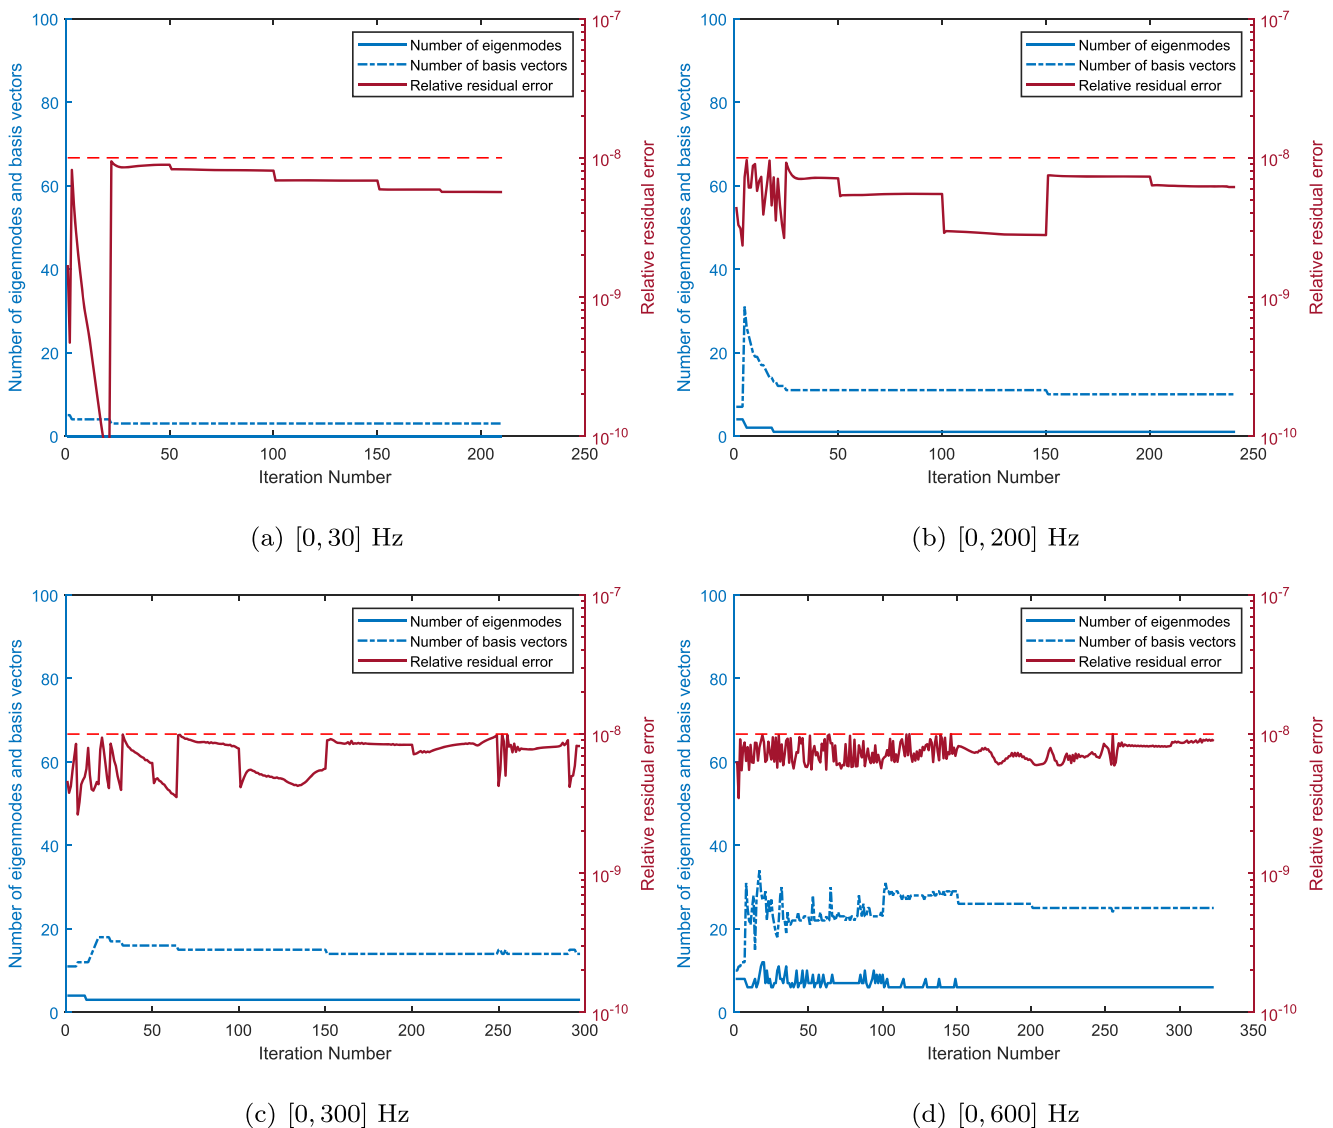 100
80
60
40
20
0
Number of eigenmodes and basis vectors
Number of eigenmodes
Number of basis vectors
Relative residual error
10-7
10-8
10-9
10-10
Relative residual error
0 50 100 150 200 250
Iteration Number
(a) [0, 30] Hz
100
80
60
40
20
0
Number of eigenmodes and basis vectors
Number of eigenmodes
Number of basis vectors
Relative residual error
10-7
10-8
10-9
10-10
Relative residual error
0 50 100 150 200 250
Iteration Number
(b) [0, 200] Hz
100
80
60
40
20
0
Number of eigenmodes and basis vectors
Number of eigenmodes
Number of basis vectors
Relative residual error
10-7
10-8
10-9
10-10
Relative residual error
0 50 100 150 200 250 300
Iteration Number
(c) [0, 300] Hz
100
80
60
40
20
0
Number of eigenmodes and basis vectors
Number of eigenmodes
Number of basis vectors
Relative residual error
10-7
10-8
10-9
10-10
Relative residual error
0 50 100 150 200 250 300 350
Iteration Number
(d) [0, 600] Hz